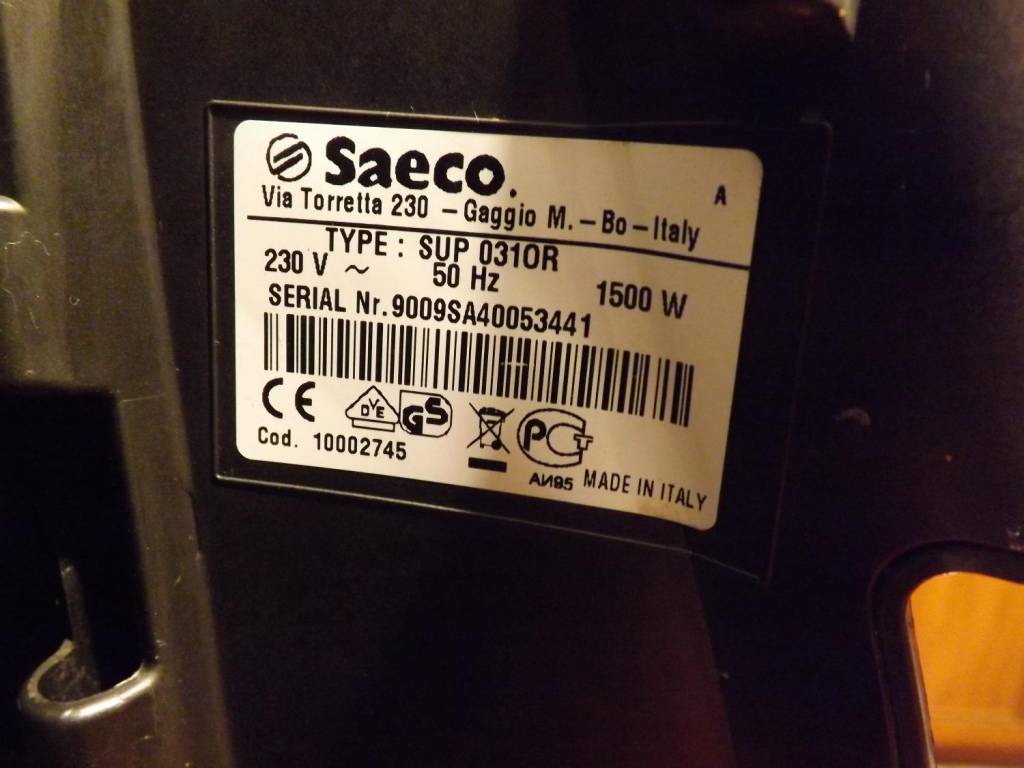 Saeco.
A
Via Torretta 230 – Gaggio M. – Bo – Italy
TYPE : SUP 031OR
230 V ~ 50 Hz 1500 W
SERIAL Nr. 9009SA40053441
CE DVE GS PCT
Cod. 10002745
АИ95 MADE IN ITALY